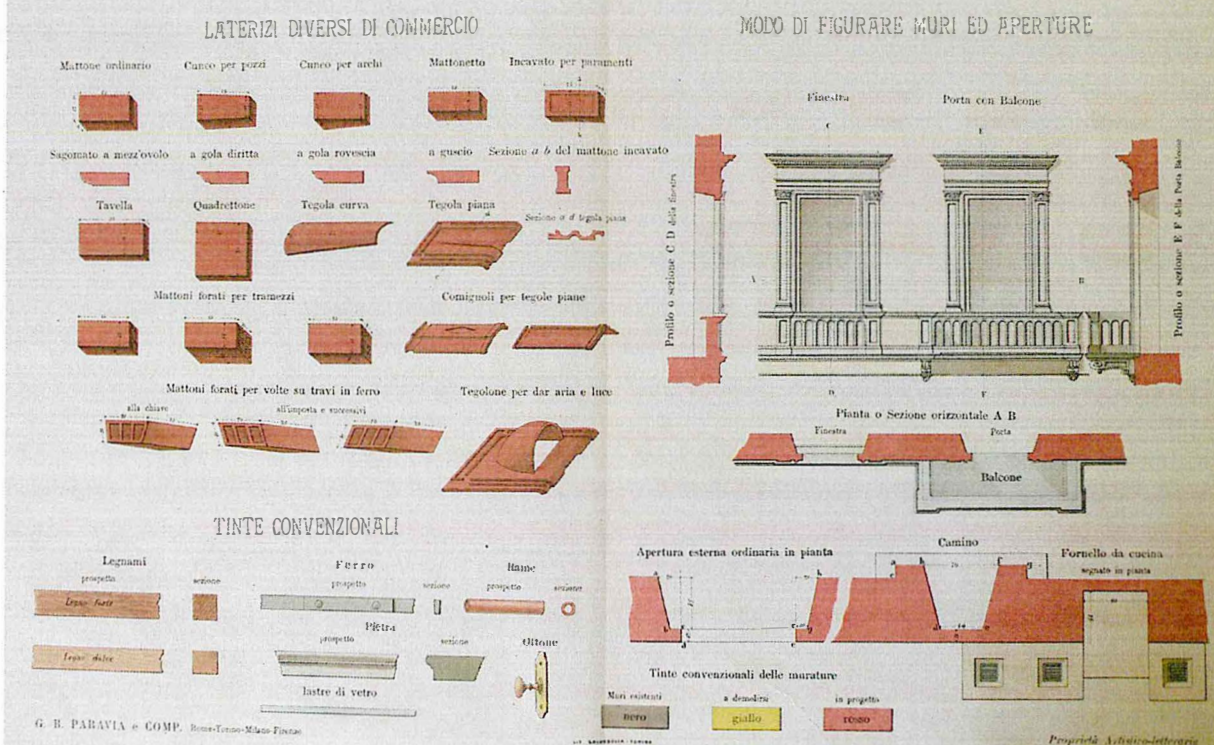 LATERIZI DIVERSI DI COMMERCIO
Mattone ordinario
Cuneo per pozzi
Cuneo per archi
Mattonetto
Incavato per paramenti
Sagomato a mezz'ovolo
a gola diritta
a gola rovescia
a guscio
Sezione a b del mattone incavato
Tavella
Quadrettone
Tegola curva
Tegola piana
Sezione c d tegola piana
Mattoni forati per tramezzi
Comignoli per tegole piane
Mattoni forati per volte su travi in ferro
Tegolone per dar aria e luce
alla chiave
all'imposta e successivi
TINTE CONVENZIONALI
Legnami
prospetto
sezione
Legno forte
Legno dolce
Ferro
prospetto
sezione
Rame
prospetto
sezione
Pietra
prospetto
sezione
Ottone
lastre di vetro
G. B. PARAVIA e COMP. Roma-Torino-Milano-Firenze
MODO DI FIGURARE MURI ED APERTURE
Finestra
Porta con Balcone
C
E
Profilo o sezione C D della finestra
A
B
Profilo o sezione E F della Porta Balcone
D
F
Pianta o Sezione orizzontale A B
Finestra
Porta
Balcone
Apertura esterna ordinaria in pianta
Camino
Fornello da cucina
segnato in pianta
Tinte convenzionali delle murature
Muri esistenti
a demolirsi
in progetto
nero
giallo
rosso
Proprietà Artistico-letteraria